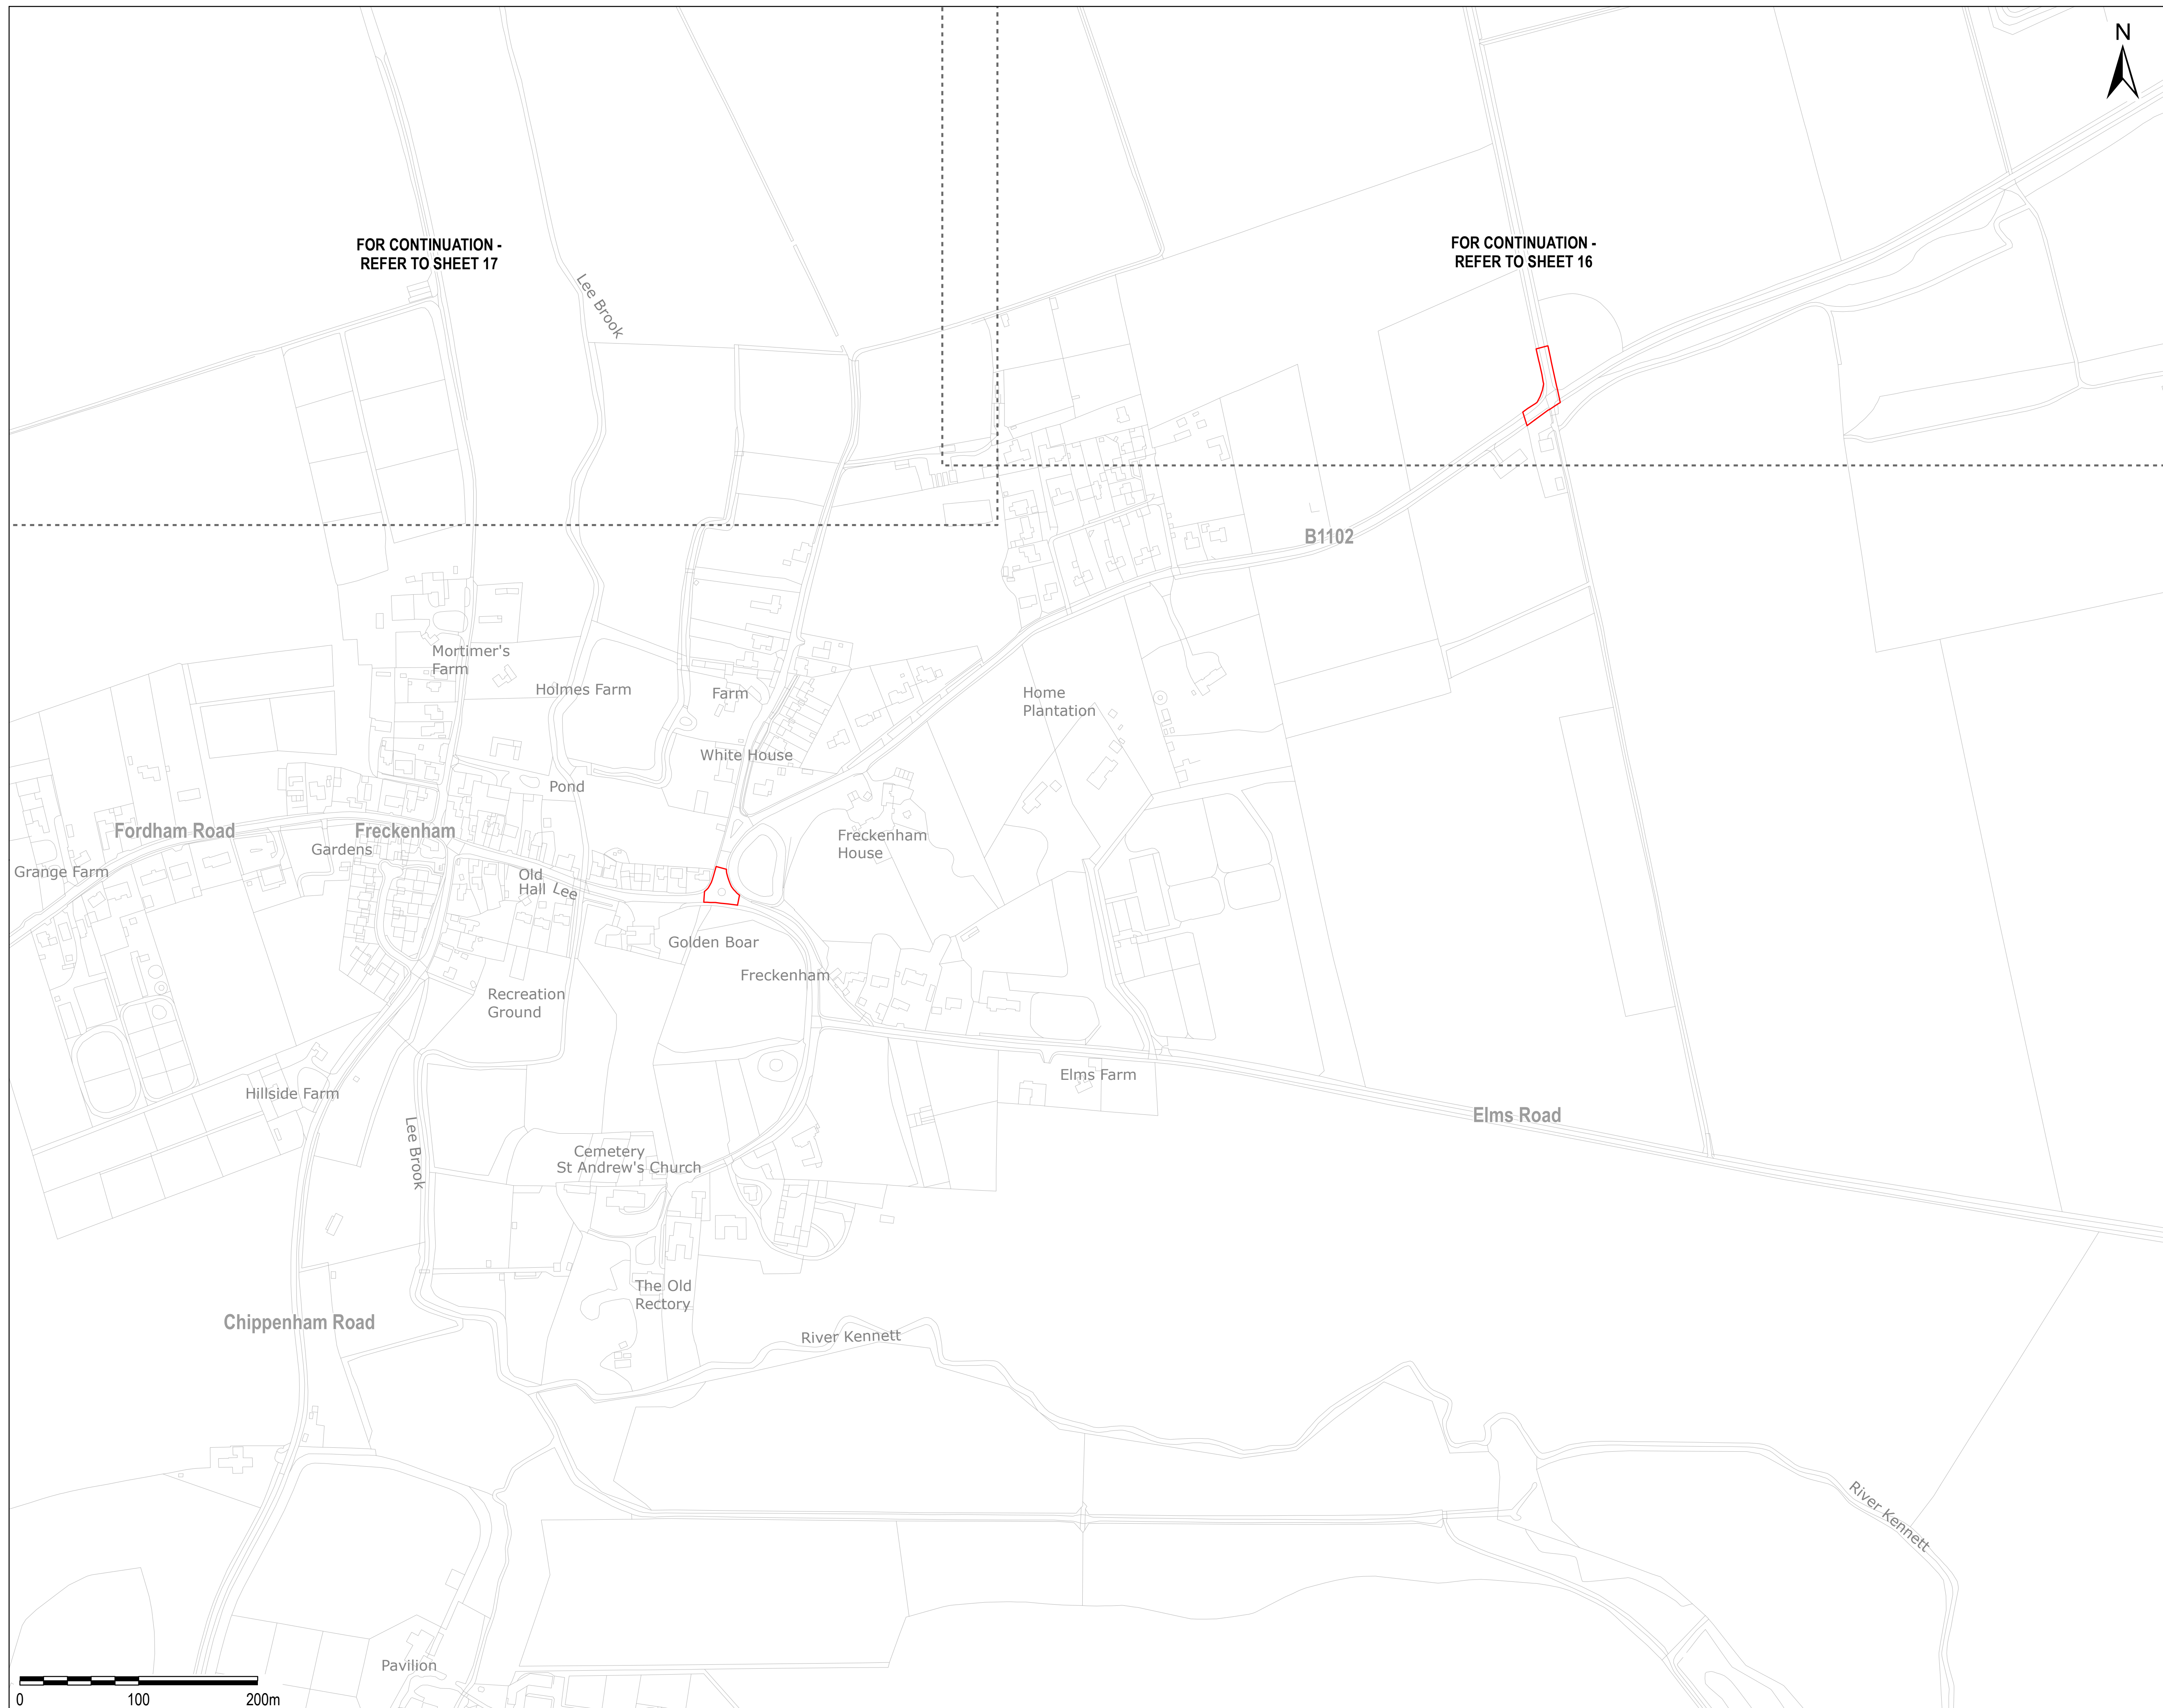 N
FOR CONTINUATION -
REFER TO SHEET 17
FOR CONTINUATION -
REFER TO SHEET 16
Lee Brook
B1102
Mortimer's
Farm
Holmes Farm
Farm
Home
Plantation
White House
Pond
Fordham Road
Freckenham
Gardens
Freckenham
House
Grange Farm
Old
Hall
Lee
Golden Boar
Freckenham
Recreation
Ground
Hillside Farm
Elms Farm
Elms Road
Lee Brook
Cemetery
St Andrew's Church
The Old
Rectory
Chippenham Road
River Kennett
River Kennett
Pavilion
0 100 200m